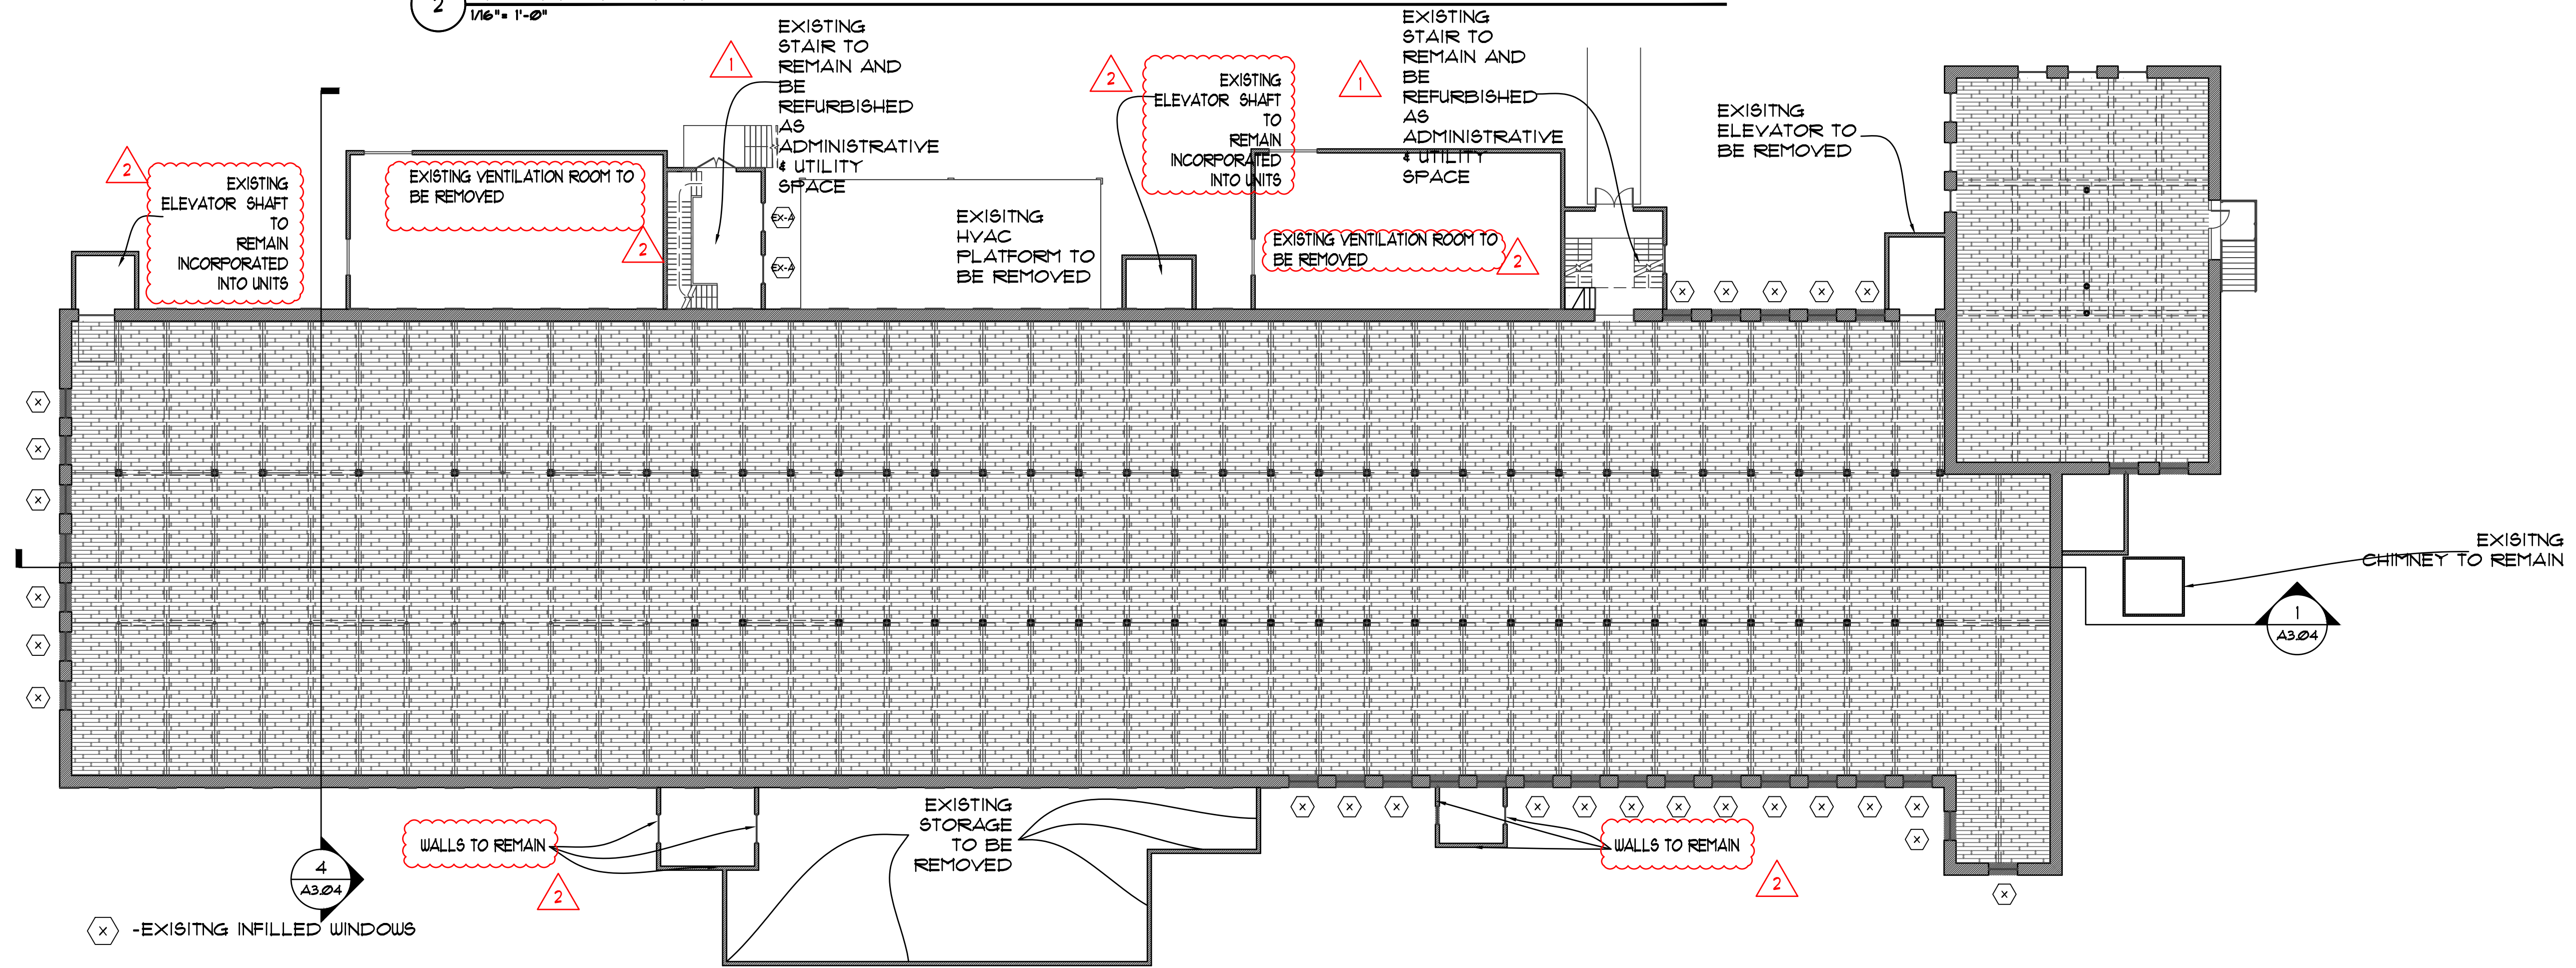 2
1/16" = 1'-0"
EXISTING
STAIR TO
REMAIN AND
BE
REFURBISHED
AS
ADMINISTRATIVE
& UTILITY
SPACE
1
2
EXISTING
ELEVATOR SHAFT
TO
REMAIN
INCORPORATED
INTO UNITS
1
EXISTING
STAIR TO
REMAIN AND
BE
REFURBISHED
AS
ADMINISTRATIVE
& UTILITY
SPACE
EXISITNG
ELEVATOR TO
BE REMOVED
2
EXISTING
ELEVATOR SHAFT
TO
REMAIN
INCORPORATED
INTO UNITS
EXISTING VENTILATION ROOM TO
BE REMOVED
2
EX-A
EX-A
EXISITNG
HVAC
PLATFORM TO
BE REMOVED
EXISTING VENTILATION ROOM TO
BE REMOVED
2
X
X
X
X
X
X
X
X
X
X
X
EXISITNG
CHIMNEY TO REMAIN
1
A3.04
WALLS TO REMAIN
2
EXISTING
STORAGE
TO BE
REMOVED
X
X
X
X
X
X
X
X
X
X
X
X
X
X
WALLS TO REMAIN
2
4
A3.04
X
-EXISITNG INFILLED WINDOWS